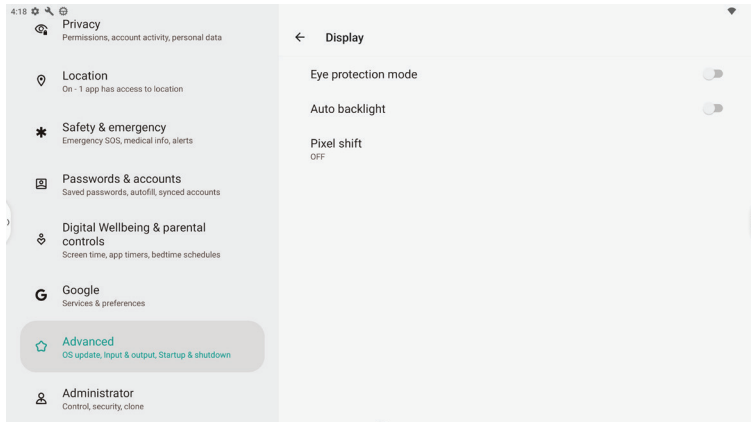 4:18
Privacy
Permissions, account activity, personal data
Location
On - 1 app has access to location
Safety & emergency
Emergency SOS, medical info, alerts
Passwords & accounts
Saved passwords, autofill, synced accounts
Digital Wellbeing & parental
controls
Screen time, app timers, bedtime schedules
Google
Services & preferences
Advanced
OS update, Input & output, Startup & shutdown
Administrator
Control, security, clone
Display
Eye protection mode
Auto backlight
Pixel shift
OFF